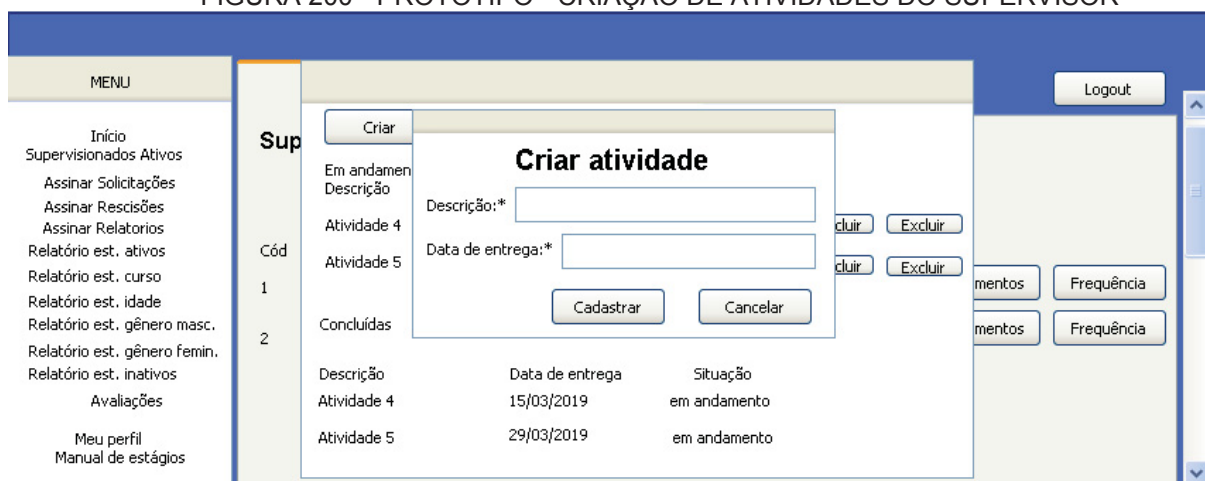 MENU
Logout
Início
Supervisionados Ativos
Assinar Solicitações
Assinar Rescisões
Assinar Relatorios
Relatório est. ativos
Relatório est. curso
Relatório est. idade
Relatório est. gênero masc.
Relatório est. gênero femin.
Relatório est. inativos
Avaliações
Meu perfil
Manual de estágios
Sup
Cód
1
mentos Frequência
2
mentos Frequência
Criar
Em andamen
Descrição
Atividade 4 cluir Excluir
Atividade 5 cluir Excluir
Concluídas
Descrição Data de entrega Situação
Atividade 4 15/03/2019 em andamento
Atividade 5 29/03/2019 em andamento
Criar atividade
Descrição:*
Data de entrega:*
Cadastrar Cancelar